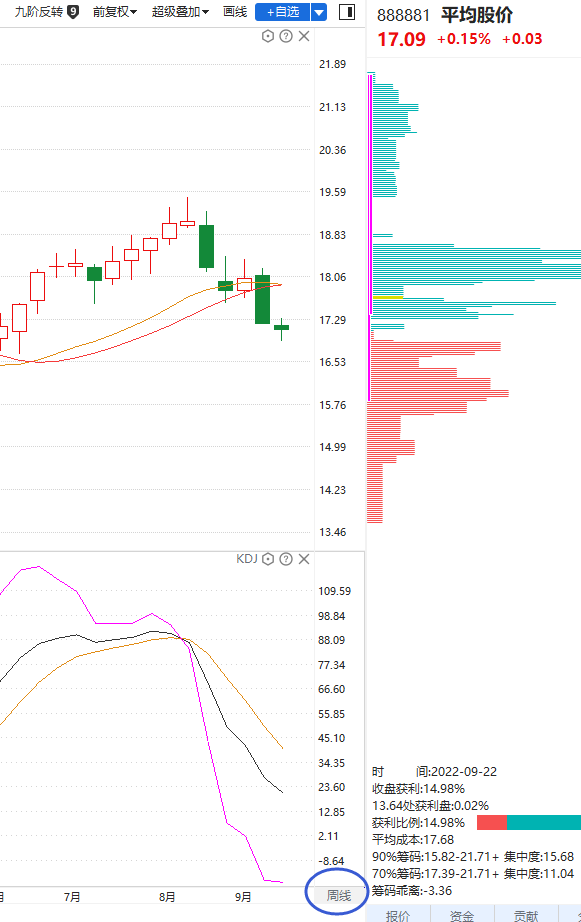 九阶反转 9 前复权 超级叠加 画线 +自选
888881 平均股价
17.09 +0.15% +0.03
21.89
21.13
20.36
19.59
18.83
18.06
17.29
16.53
15.76
14.99
14.23
13.46
KDJ
109.59
98.84
88.09
77.34
66.60
55.85
45.10
34.35
23.60
12.85
2.11
-8.64
7月 8月 9月 周线
时 间:2022-09-22
收盘获利:14.98%
13.64处获利盘:0.02%
获利比例:14.98%
平均成本:17.68
90%筹码:15.82-21.71+ 集中度:15.68
70%筹码:17.39-21.71+ 集中度:11.04
筹码乖离:-3.36
报价 资金 贡献